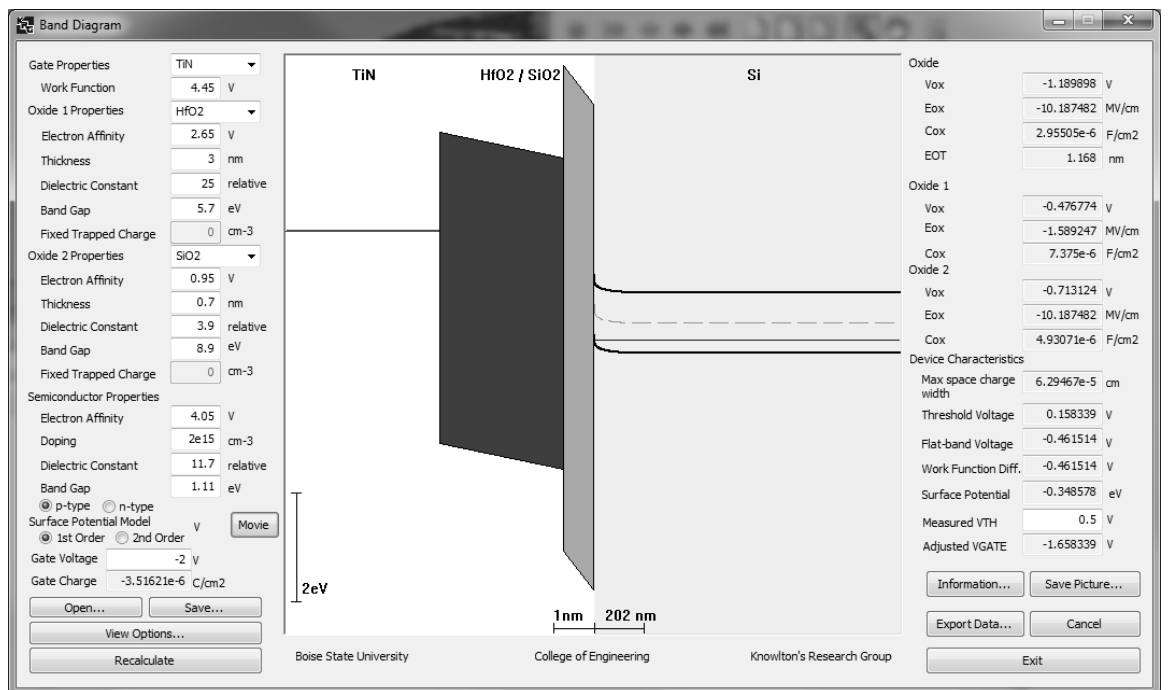 Band Diagram
Gate Properties TiN
Work Function 4.45 V
Oxide 1 Properties HfO2
Electron Affinity 2.65 V
Thickness 3 nm
Dielectric Constant 25 relative
Band Gap 5.7 eV
Fixed Trapped Charge 0 cm-3
Oxide 2 Properties SiO2
Electron Affinity 0.95 V
Thickness 0.7 nm
Dielectric Constant 3.9 relative
Band Gap 8.9 eV
Fixed Trapped Charge 0 cm-3
Semiconductor Properties
Electron Affinity 4.05 V
Doping 2e15 cm-3
Dielectric Constant 11.7 relative
Band Gap 1.11 eV
p-type n-type
Surface Potential Model V Movie
1st Order 2nd Order
Gate Voltage -2 V
Gate Charge -3.51621e-6 C/cm2
Open... Save...
View Options...
Recalculate
TiN HfO2 / SiO2 Si
2eV
1nm 202 nm
Boise State University College of Engineering Knowlton's Research Group
Oxide
Vox -1.189898 V
Eox -10.187482 MV/cm
Cox 2.95505e-6 F/cm2
EOT 1.168 nm
Oxide 1
Vox -0.476774 V
Eox -1.589247 MV/cm
Cox 7.375e-6 F/cm2
Oxide 2
Vox -0.713124 V
Eox -10.187482 MV/cm
Cox 4.93071e-6 F/cm2
Device Characteristics
Max space charge
width 6.29467e-5 cm
Threshold Voltage 0.158339 V
Flat-band Voltage -0.461514 V
Work Function Diff. -0.461514 V
Surface Potential -0.348578 eV
Measured VTH 0.5 V
Adjusted VGATE -1.658339 V
Information... Save Picture...
Export Data... Cancel
Exit